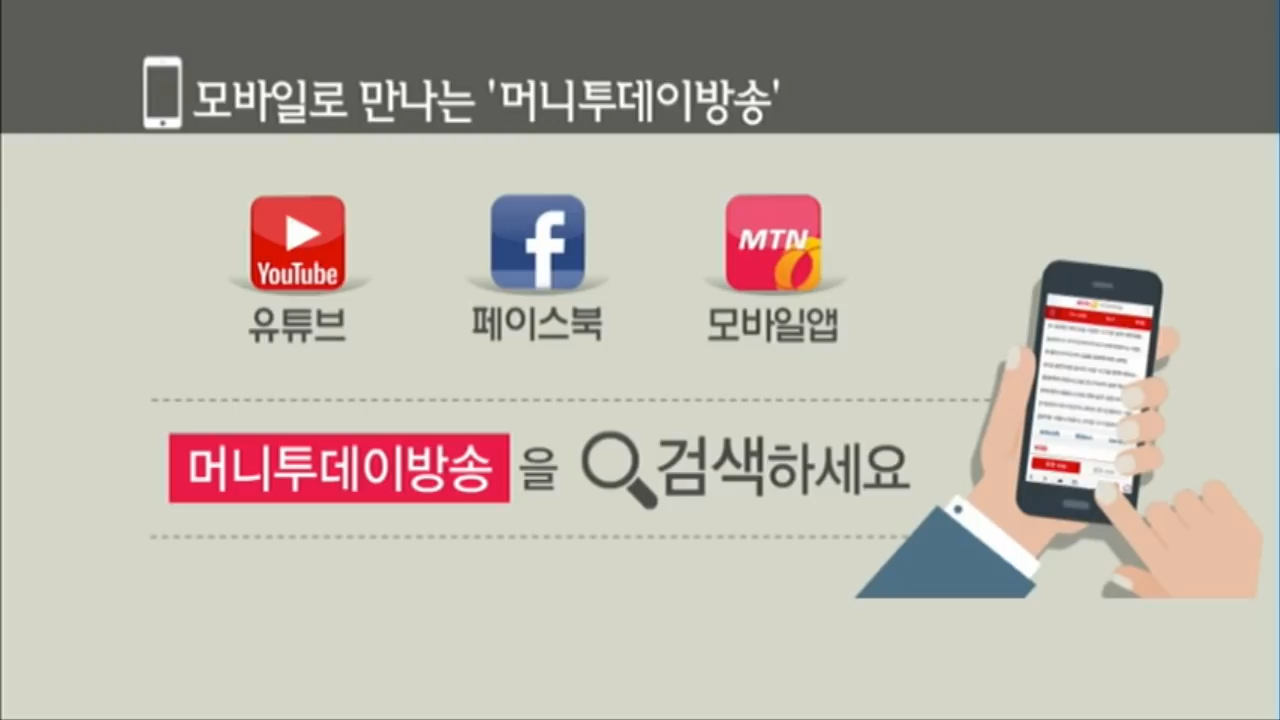 모바일로 만나는 '머니투데이방송'
YouTube
MTN
유튜브
페이스북
모바일앱
머니투데이방송 을 검색하세요